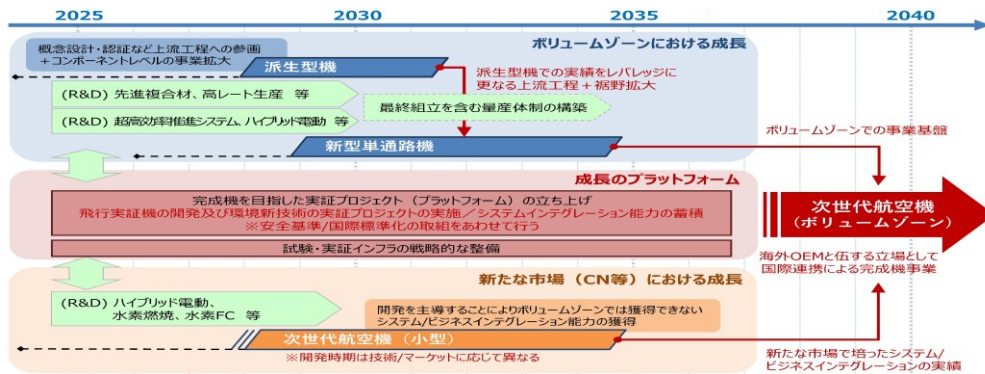 2025 2030 2035 2040
ボリュームゾーンにおける成長
概念設計・認証など上流工程への参画
＋コンポーネントレベルの事業拡大
派生型機
派生型機での実績をレバレッジに
更なる上流工程＋裾野拡大
(R&D) 先進複合材、高レート生産 等
最終組立を含む量産体制の構築
(R&D) 超高効率推進システム、ハイブリッド電動 等
新型単通路機
ボリュームゾーンでの事業基盤
成長のプラットフォーム
完成機を目指した実証プロジェクト（プラットフォーム）の立ち上げ
飛行実証機の開発及び環境新技術の実証プロジェクトの実施／システムインテグレーション能力の蓄積
※安全基準/国際標準化の取組をあわせて行う
試験・実証インフラの戦略的な整備
次世代航空機
（ボリュームゾーン）
海外OEMと伍する立場として
国際連携による完成機事業
新たな市場（CN等）における成長
(R&D) ハイブリッド電動、
水素燃焼、水素FC 等
開発を主導することによりボリュームゾーンでは獲得できない
システム/ビジネスインテグレーション能力の獲得
次世代航空機（小型）
※開発時期は技術/マーケットに応じて異なる
新たな市場で培ったシステム/
ビジネスインテグレーションの実績